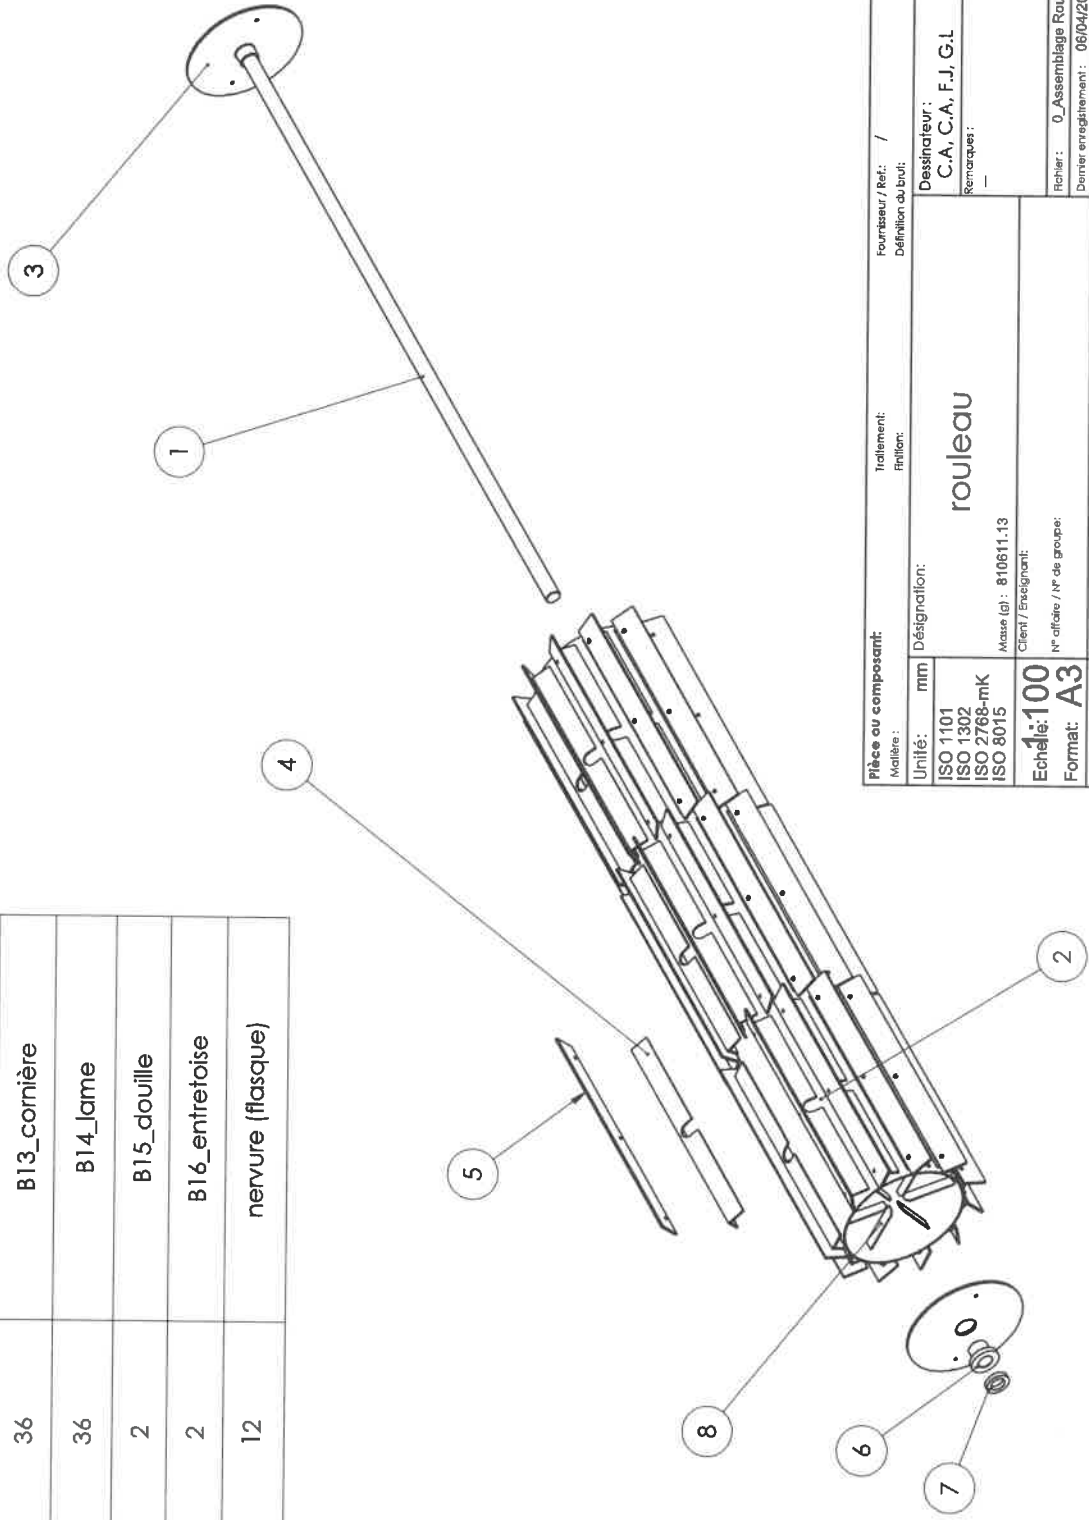 36 B13_cornière
36 B14_lame
2 B15_douille
2 B16_entretoise
12 nervure (flasque)
3
1
4
5
2
8
6
7
Pièce ou composant:
Matière :
Traitement:
Finition:
Fournisseur / Ref.: /
Définition du brut:
Unité: mm
ISO 1101
ISO 1302
ISO 2768-mK
ISO 8015
Désignation:
rouleau
Masse (g) : 810611.13
Dessinateur :
C.A, C.A, F.J, G.L
Remarques :
—
Echelle: 1:100
Format: A3
Client / Enseignant:
N° affaire / N° de groupe:
Fichier : 0_Assemblage Rou
Dernier enregistrement : 06/04/20